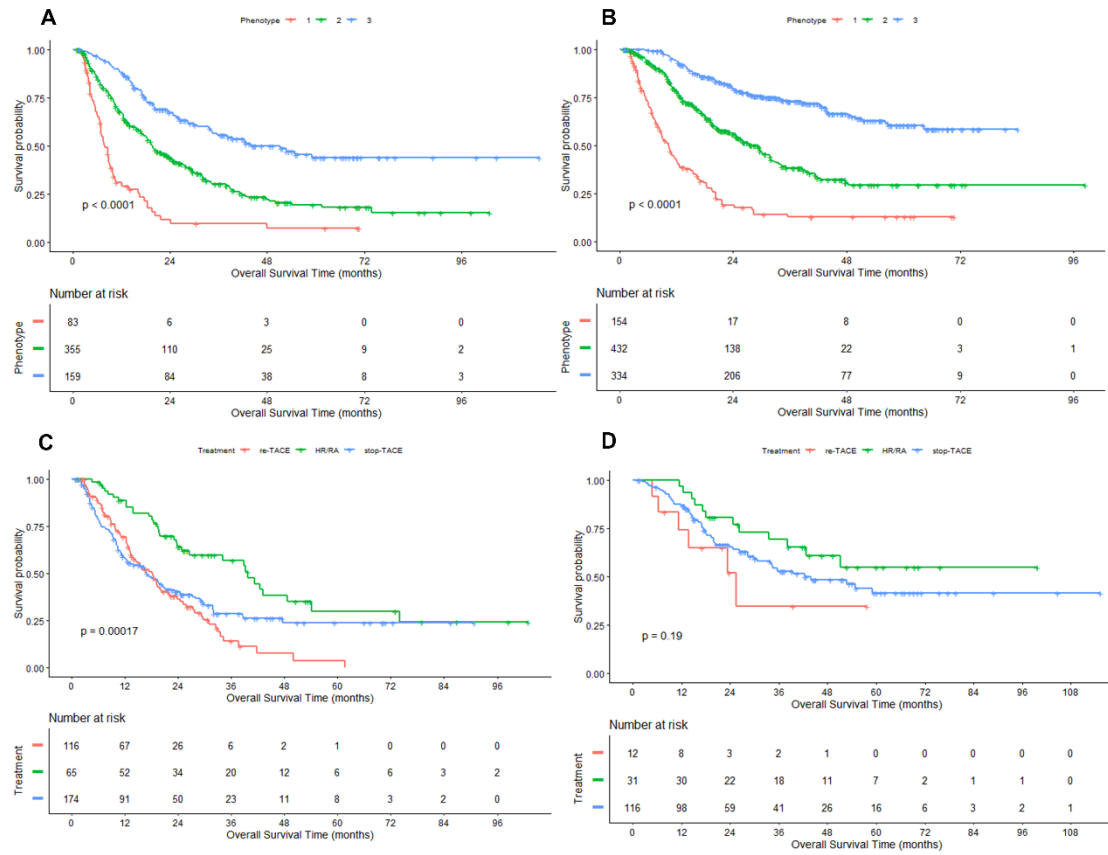 A
Phenotype 1 2 3
1.00
0.75
0.50
0.25
0.00
Survival probability
p < 0.0001
0 24 48 72 96
Overall Survival Time (months)
Number at risk
Phenotype
83 6 3 0 0
355 110 25 9 2
159 84 38 8 3
0 24 48 72 96
Overall Survival Time (months)
B
Phenotype 1 2 3
1.00
0.75
0.50
0.25
0.00
Survival probability
p < 0.0001
0 24 48 72 96
Overall Survival Time (months)
Number at risk
Phenotype
154 17 8 0 0
432 138 22 3 1
334 206 77 9 0
0 24 48 72 96
Overall Survival Time (months)
C
Treatment re-TACE HR/RA stop-TACE
1.00
0.75
0.50
0.25
0.00
Survival probability
p = 0.00017
0 12 24 36 48 60 72 84 96
Overall Survival Time (months)
Number at risk
Treatment
116 67 26 6 2 1 0 0 0
65 52 34 20 12 6 6 3 2
174 91 50 23 11 8 3 2 0
0 12 24 36 48 60 72 84 96
Overall Survival Time (months)
D
Treatment re-TACE HR/RA stop-TACE
1.00
0.75
0.50
0.25
0.00
Survival probability
p = 0.19
0 12 24 36 48 60 72 84 96 108
Overall Survival Time (months)
Number at risk
Treatment
12 8 3 2 1 0 0 0 0 0
31 30 22 18 11 7 2 1 1 0
116 98 59 41 26 16 6 3 2 1
0 12 24 36 48 60 72 84 96 108
Overall Survival Time (months)